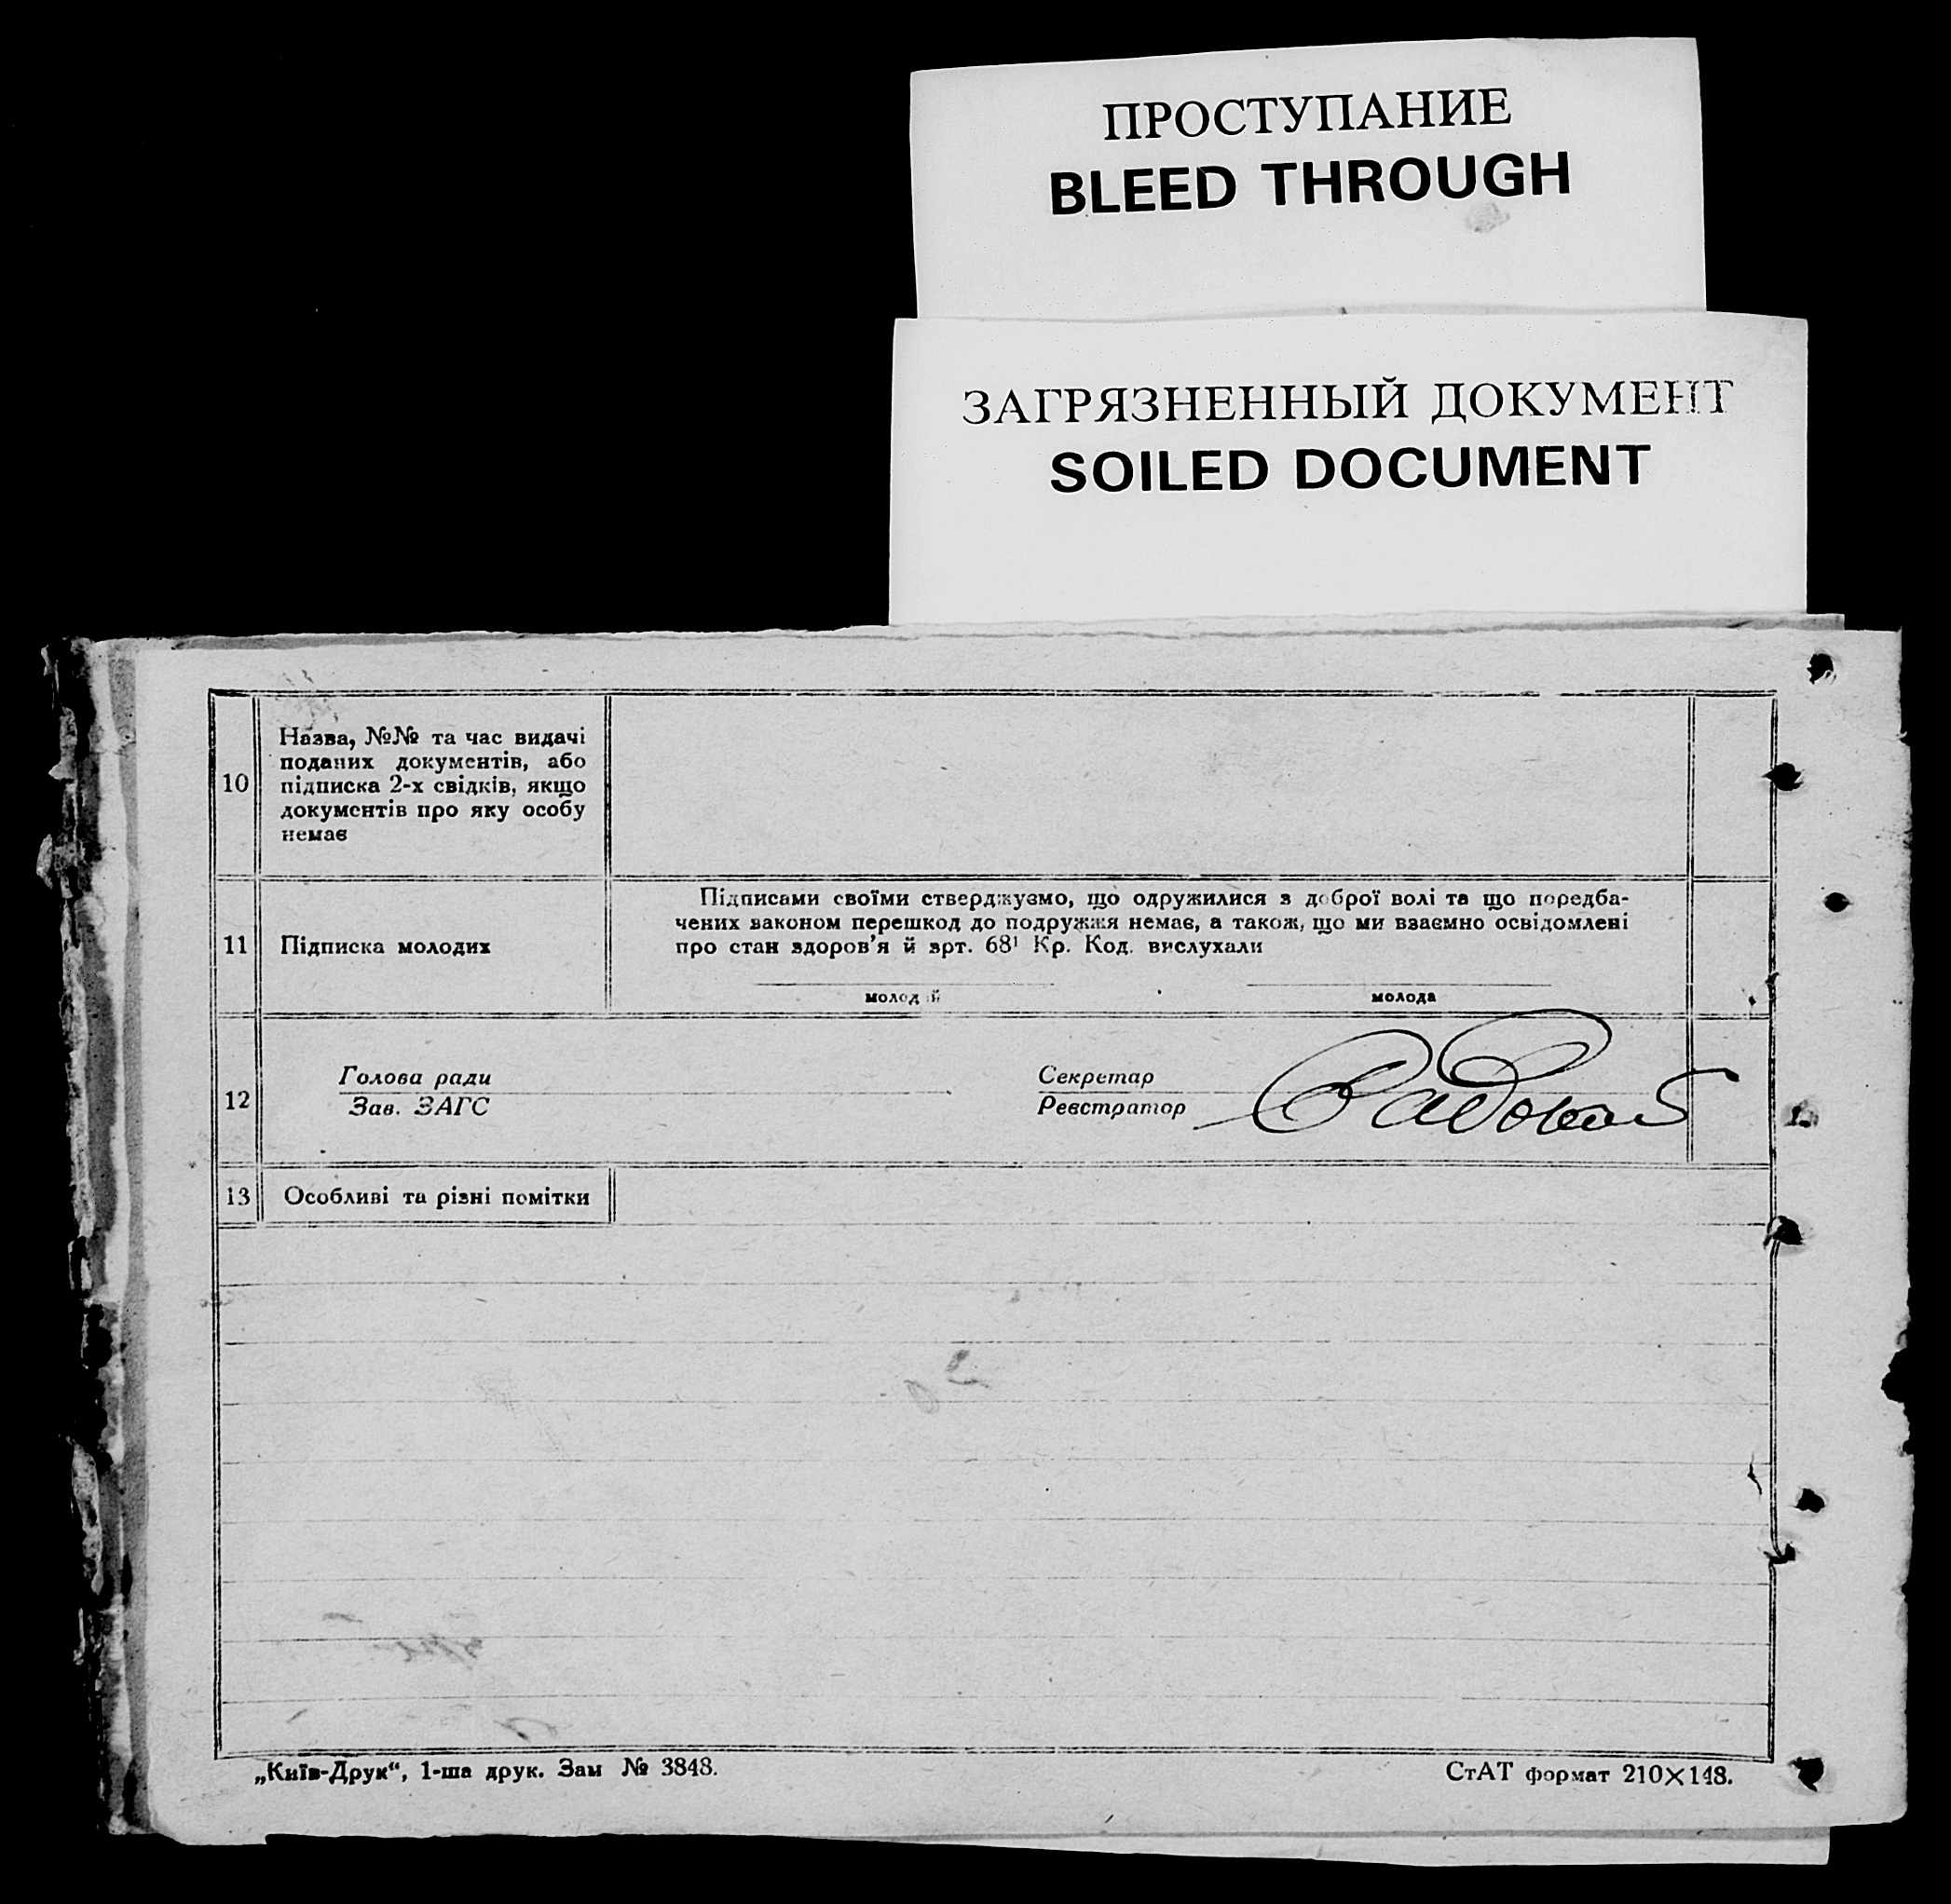 ПРОСТУПАНИЕ
BLEED THROUGH
ЗАГРЯЗНЕННЫЙ ДОКУМЕНТ
SOILED DOCUMENT
10
Назва, №№ та час видачі
поданих документів, або
підписка 2-х свідків, якщо
документів про яку особу
немає
11
Підписка молодих
Підписами своїми стверджуємо, що одружилися з доброї волі та що передба-
чених законом перешкод до подружжя немає, а також, що ми взаємно освідомлені
про стан здоров’я й арт. 68¹ Кр. Код. вислухали
молодий
молода
12
Голова ради
Зав. ЗАГС
Секретар
Реєстратор
13
Особливі та різні помітки
„Київ-Друк“, 1-ша друк. Зам № 3848.
СтАТ формат 210×148.